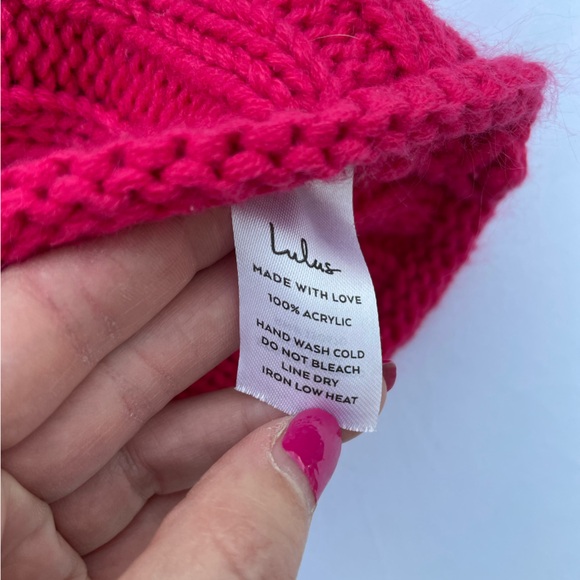 Lulus
MADE WITH LOVE
100% ACRYLIC
HAND WASH COLD
DO NOT BLEACH
LINE DRY
IRON LOW HEAT